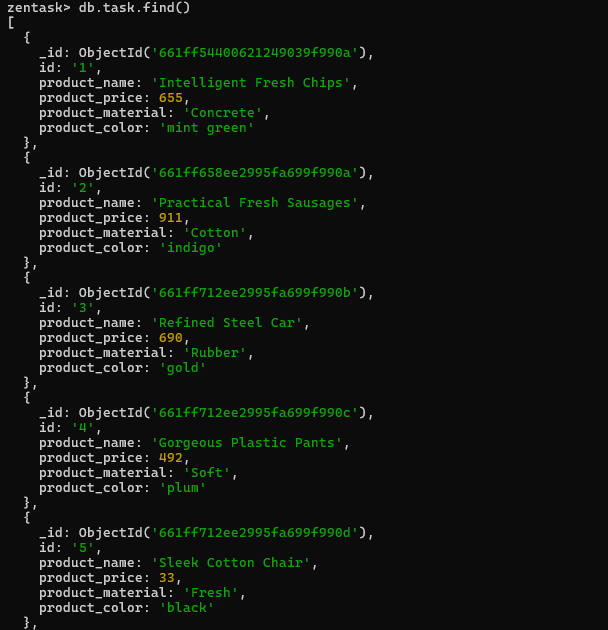 zentask> db.task.find()
[
  {
    _id: ObjectId('661ff54400621249039f990a'),
    id: '1',
    product_name: 'Intelligent Fresh Chips',
    product_price: 655,
    product_material: 'Concrete',
    product_color: 'mint green'
  },
  {
    _id: ObjectId('661ff658ee2995fa699f990a'),
    id: '2',
    product_name: 'Practical Fresh Sausages',
    product_price: 911,
    product_material: 'Cotton',
    product_color: 'indigo'
  },
  {
    _id: ObjectId('661ff712ee2995fa699f990b'),
    id: '3',
    product_name: 'Refined Steel Car',
    product_price: 690,
    product_material: 'Rubber',
    product_color: 'gold'
  },
  {
    _id: ObjectId('661ff712ee2995fa699f990c'),
    id: '4',
    product_name: 'Gorgeous Plastic Pants',
    product_price: 492,
    product_material: 'Soft',
    product_color: 'plum'
  },
  {
    _id: ObjectId('661ff712ee2995fa699f990d'),
    id: '5',
    product_name: 'Sleek Cotton Chair',
    product_price: 33,
    product_material: 'Fresh',
    product_color: 'black'
  },